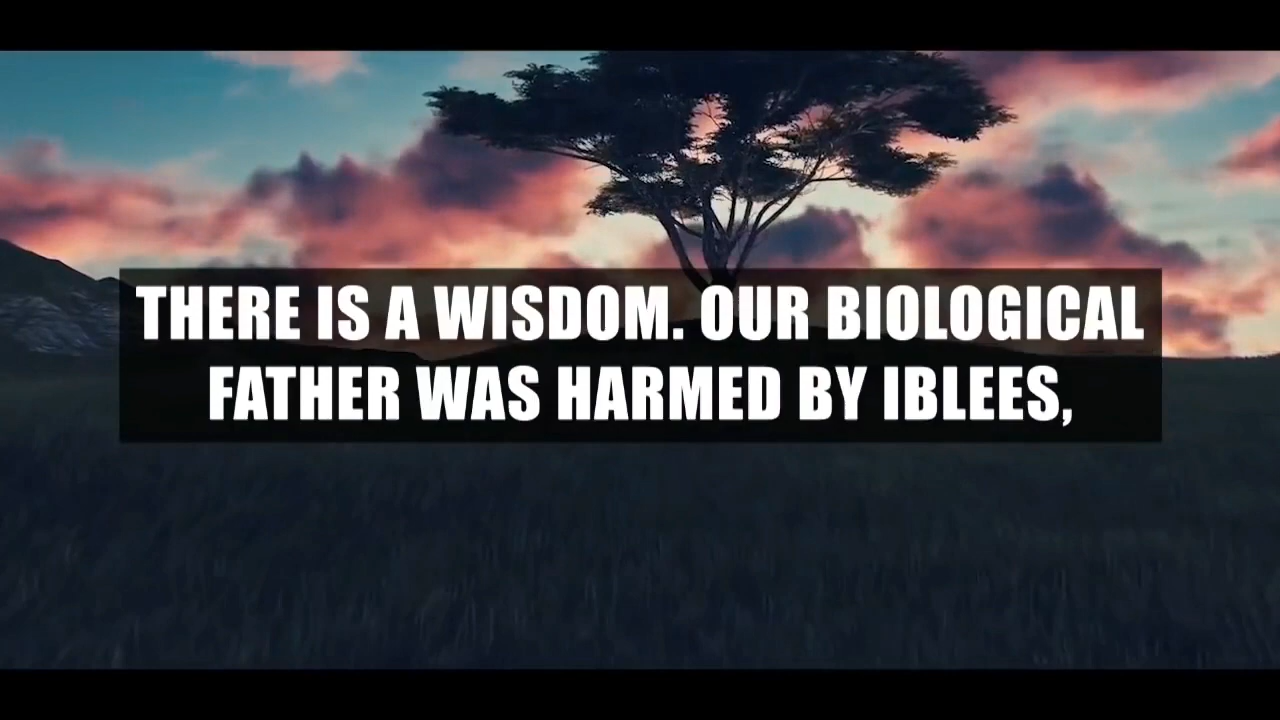 THERE IS A WISDOM. OUR BIOLOGICAL
FATHER WAS HARMED BY IBLEES,